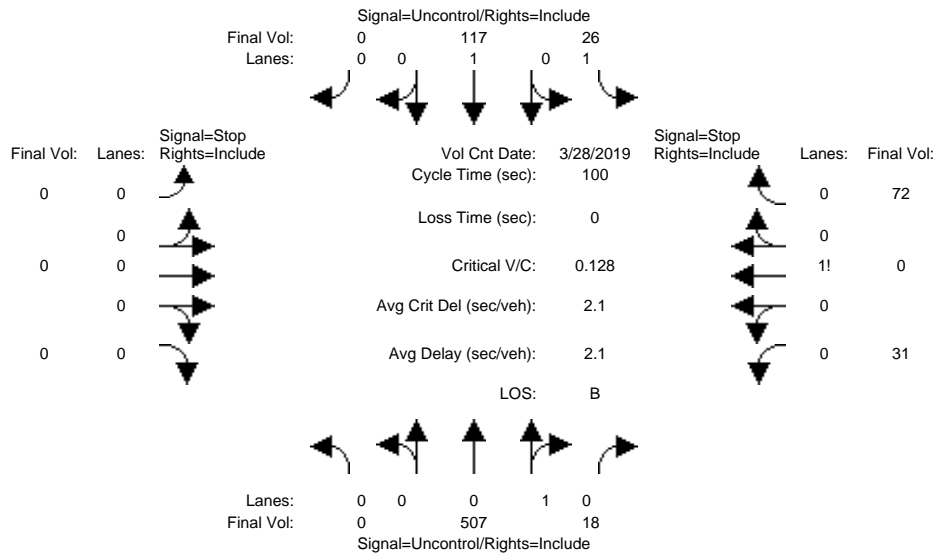 Signal=Uncontrol/Rights=Include
Final Vol: 0 117 26
Lanes: 0 0 1 0 1
Signal=Stop Signal=Stop
Final Vol: Lanes: Rights=Include Vol Cnt Date: 3/28/2019 Rights=Include Lanes: Final Vol:
Cycle Time (sec): 100
0 0 0 72
Loss Time (sec): 0
0 0
0 0 Critical V/C: 0.128 1! 0
0 Avg Crit Del (sec/veh): 2.1 0
0 0 Avg Delay (sec/veh): 2.1 0 31
LOS: B
Lanes: 0 0 0 1 0
Final Vol: 0 507 18
Signal=Uncontrol/Rights=Include